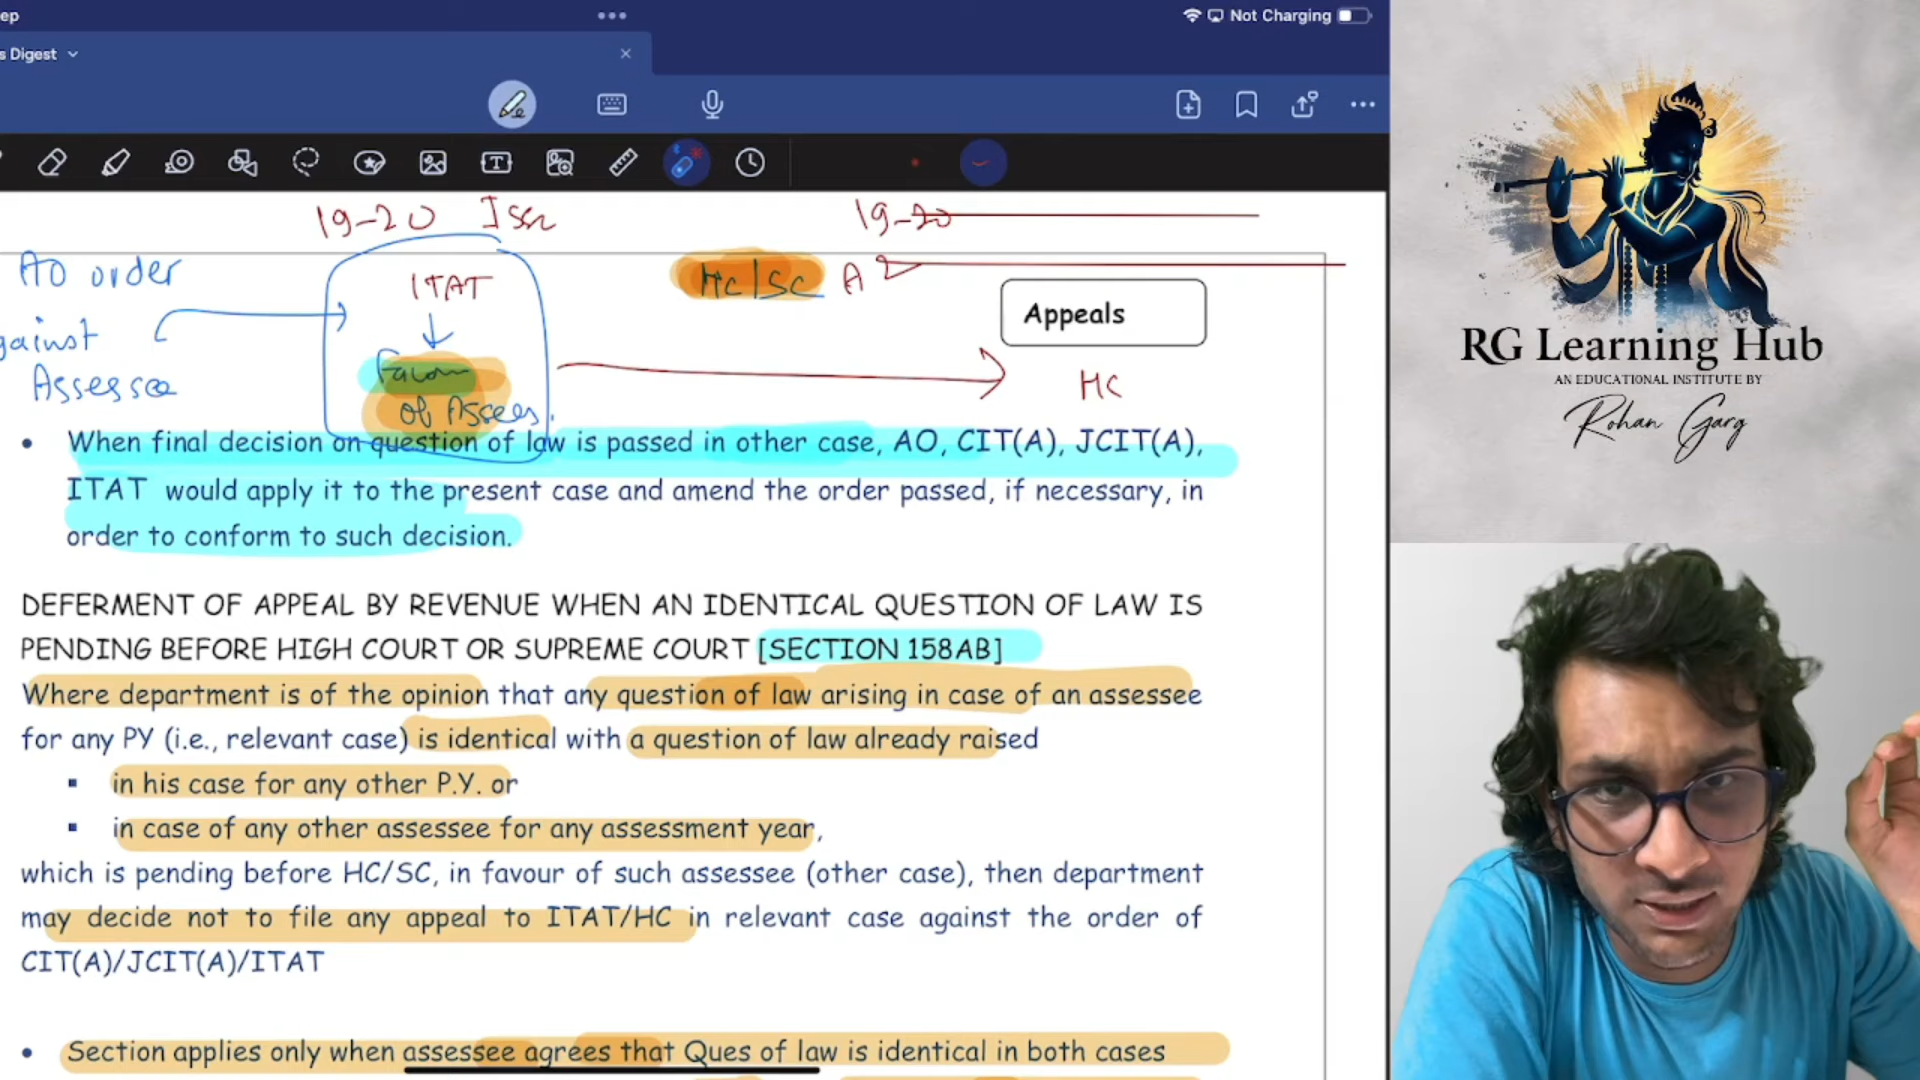 ep
Not Charging
s Digest
19-20
19-20
AO order
ITAT
HC/SC A
Appeals
gainst
Assessee
Favour
of Assees
HC
• When final decision on question of law is passed in other case, AO, CIT(A), JCIT(A),
ITAT would apply it to the present case and amend the order passed, if necessary, in
order to conform to such decision.
DEFERMENT OF APPEAL BY REVENUE WHEN AN IDENTICAL QUESTION OF LAW IS
PENDING BEFORE HIGH COURT OR SUPREME COURT [SECTION 158AB]
Where department is of the opinion that any question of law arising in case of an assessee
for any PY (i.e., relevant case) is identical with a question of law already raised
▪ in his case for any other P.Y. or
▪ in case of any other assessee for any assessment year,
which is pending before HC/SC, in favour of such assessee (other case), then department
may decide not to file any appeal to ITAT/HC in relevant case against the order of
CIT(A)/JCIT(A)/ITAT
• Section applies only when assessee agrees that Ques of law is identical in both cases
RG Learning Hub
AN EDUCATIONAL INSTITUTE BY
Rohan Garg